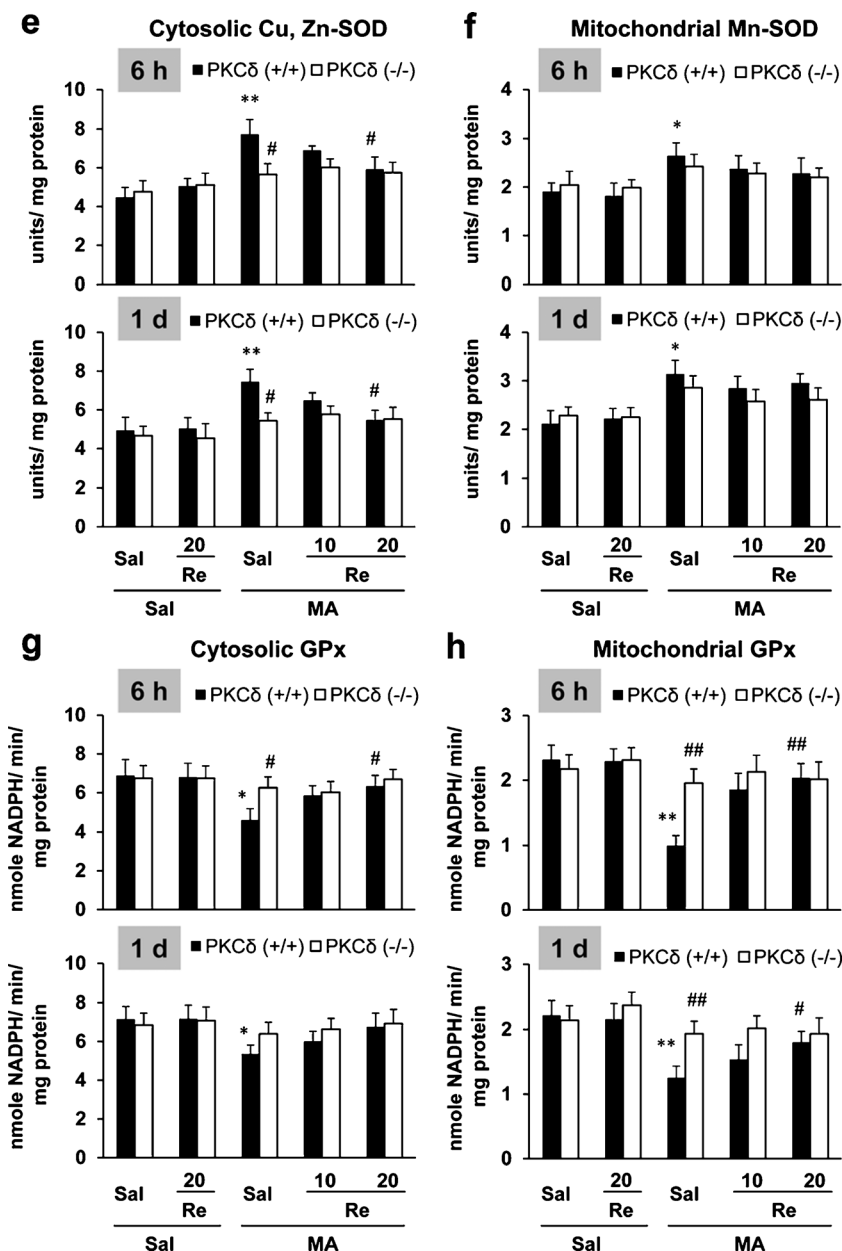 e
Cytosolic Cu, Zn-SOD
6 h
PKCδ (+/+) PKCδ (-/-)
units/ mg protein
10
8
6
4
2
0
**
#
#
1 d
PKCδ (+/+) PKCδ (-/-)
units/ mg protein
10
8
6
4
2
0
**
#
#
Sal 20 Sal 10 20
Re Re
Sal MA
f
Mitochondrial Mn-SOD
6 h
PKCδ (+/+) PKCδ (-/-)
units/ mg protein
4
3
2
1
0
*
1 d
PKCδ (+/+) PKCδ (-/-)
units/ mg protein
4
3
2
1
0
*
Sal 20 Sal 10 20
Re Re
Sal MA
g
Cytosolic GPx
6 h
PKCδ (+/+) PKCδ (-/-)
nmole NADPH/ min/
mg protein
10
8
6
4
2
0
*
#
#
1 d
PKCδ (+/+) PKCδ (-/-)
nmole NADPH/ min/
mg protein
10
8
6
4
2
0
*
Sal 20 Sal 10 20
Re Re
Sal MA
h
Mitochondrial GPx
6 h
PKCδ (+/+) PKCδ (-/-)
nmole NADPH/ min/
mg protein
3
2
1
0
**
##
##
1 d
PKCδ (+/+) PKCδ (-/-)
nmole NADPH/ min/
mg protein
3
2
1
0
**
##
#
Sal 20 Sal 10 20
Re Re
Sal MA